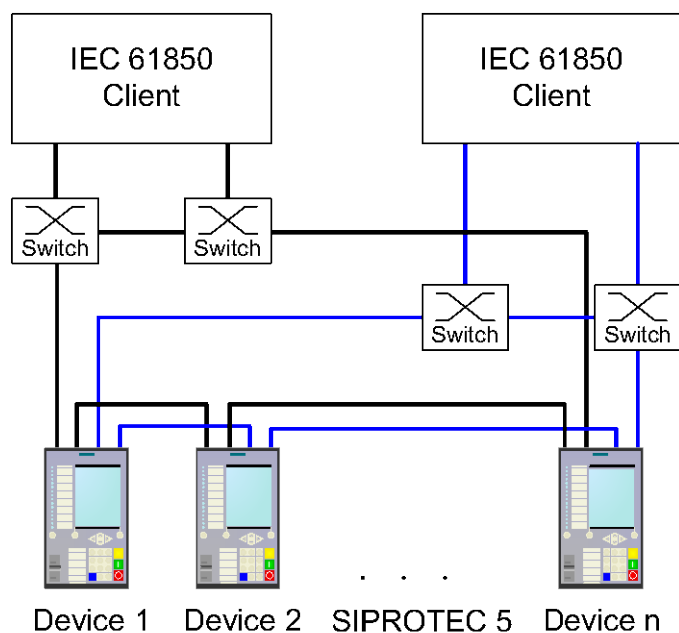 IEC 61850
Client
IEC 61850
Client
Switch
Switch
Switch
Switch
Device 1
Device 2
. . .
SIPROTEC 5
Device n